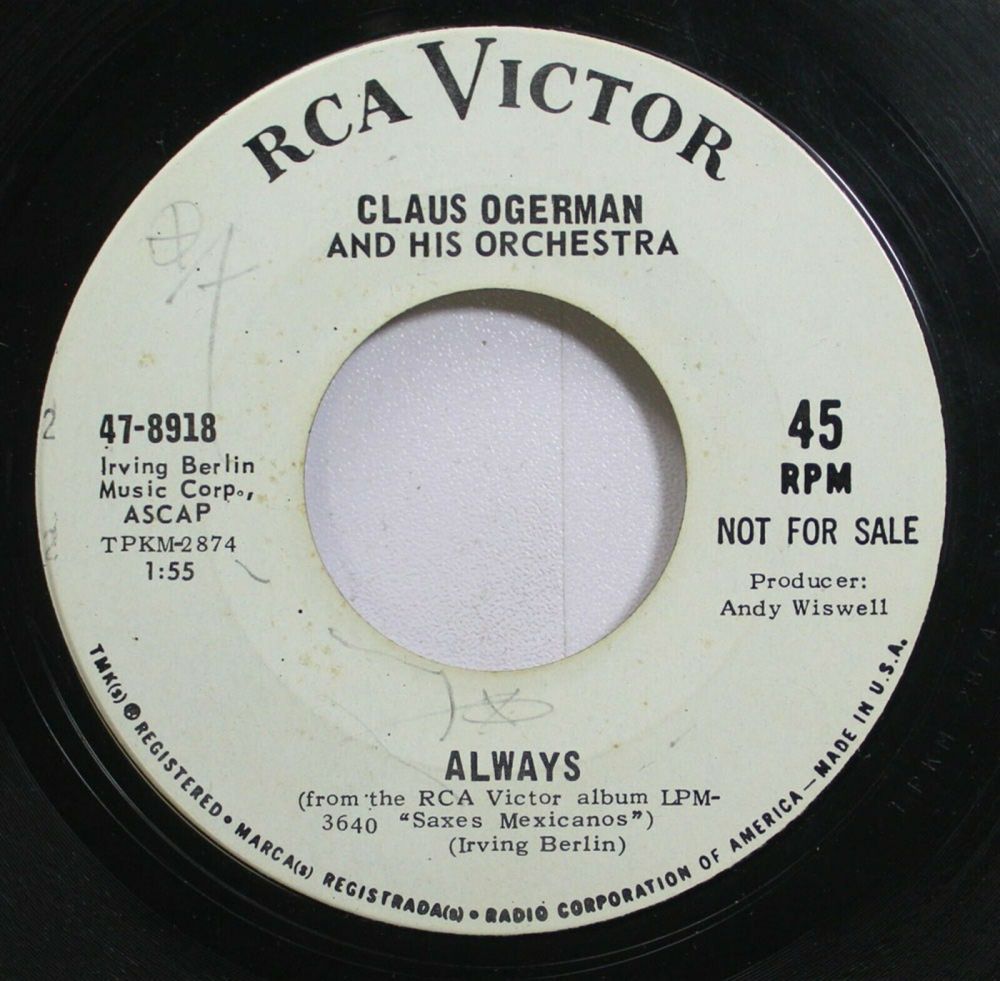 RCA VICTOR
CLAUS OGERMAN
AND HIS ORCHESTRA
47-8918
Irving Berlin
Music Corp.,
ASCAP
TPKM-2874
1:55
45
RPM
NOT FOR SALE
Producer:
Andy Wiswell
ALWAYS
(from the RCA Victor album LPM-
3640 "Saxes Mexicanos")
(Irving Berlin)
TMK(s) ® REGISTERED • MARCA(s) REGISTRADA(s) • RADIO CORPORATION OF AMERICA—MADE IN U.S.A.